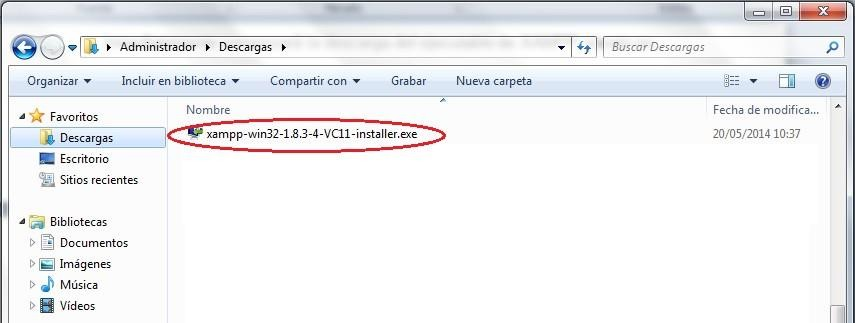 Administrador Descargas Buscar Descargas
Organizar Incluir en biblioteca Compartir con Grabar Nueva carpeta
Favoritos
Descargas
Escritorio
Sitios recientes
Bibliotecas
Documentos
Imágenes
Música
Vídeos
Nombre Fecha de modifica...
xampp-win32-1.8.3-4-VC11-installer.exe 20/05/2014 10:37